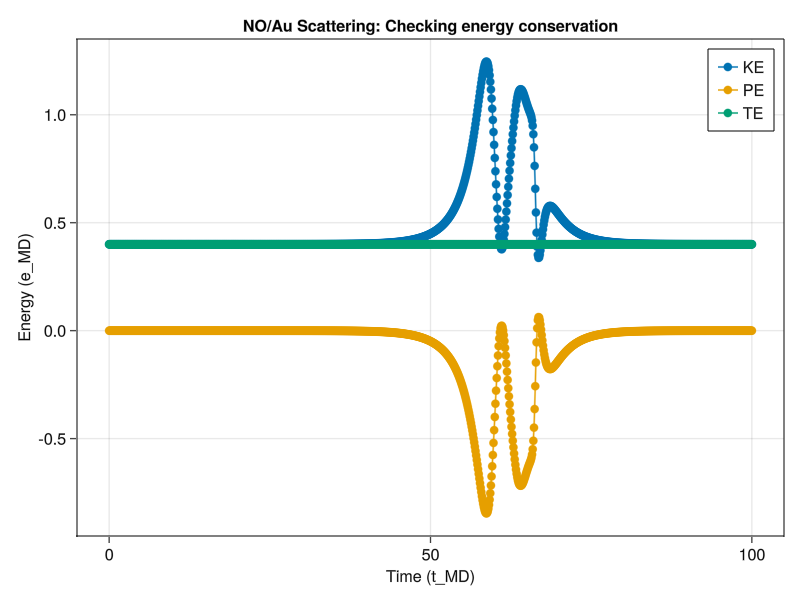 NO/Au Scattering: Checking energy conservation
KE
PE
TE
1.0
0.5
0.0
-0.5
Energy (e_MD)
0
50
100
Time (t_MD)